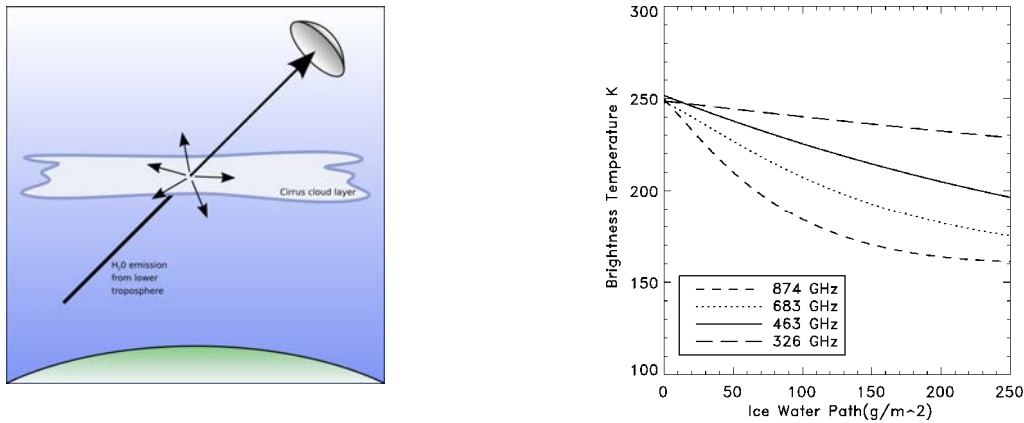 Cirrus cloud layer
H₂0 emission
from lower
troposphere
300
250
200
150
100
Brightness Temperature K
874 GHz
683 GHz
463 GHz
326 GHz
0 50 100 150 200 250
Ice Water Path(g/m^2)